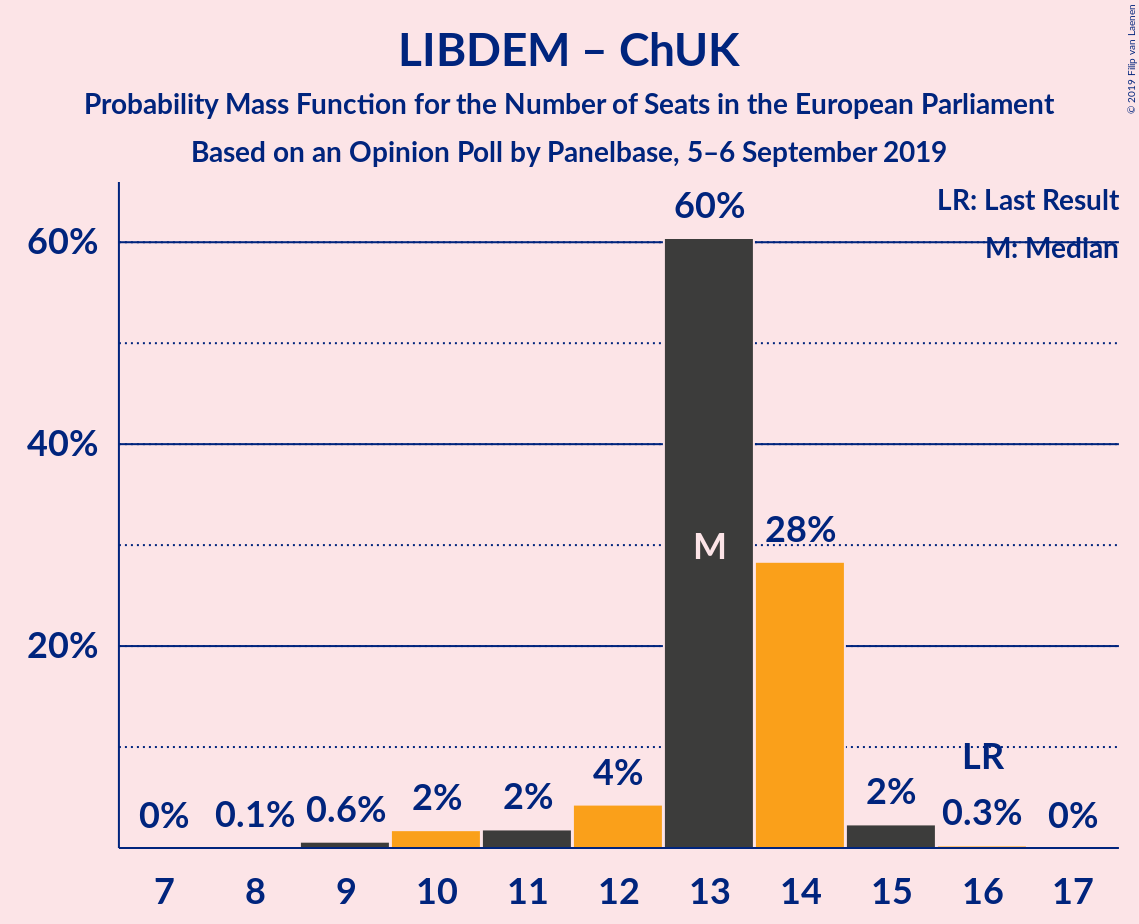 LIBDEM – ChUK
Probability Mass Function for the Number of Seats in the European Parliament
Based on an Opinion Poll by Panelbase, 5–6 September 2019
© 2019 Filip van Laenen
LR: Last Result
M: Median
60%
40%
20%
0%
0.1%
0.6%
2%
2%
4%
60%
M
28%
2%
LR
0.3%
0%
7 8 9 10 11 12 13 14 15 16 17